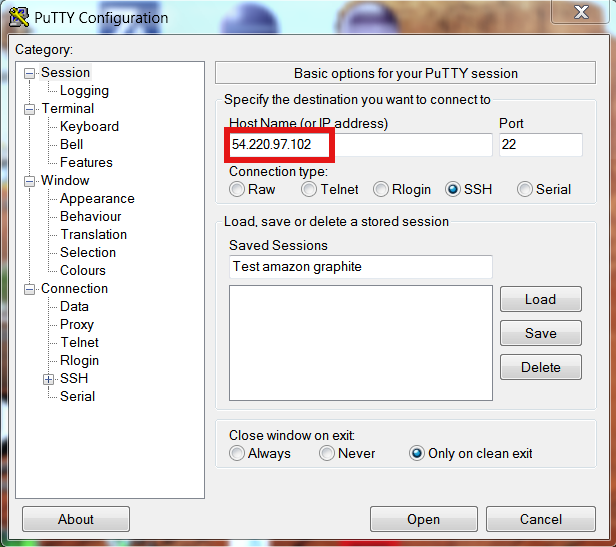 PuTTY Configuration
Category:
Session
Logging
Terminal
Keyboard
Bell
Features
Window
Appearance
Behaviour
Translation
Selection
Colours
Connection
Data
Proxy
Telnet
Rlogin
SSH
Serial
Basic options for your PuTTY session
Specify the destination you want to connect to
Host Name (or IP address) Port
54.220.97.102 22
Connection type:
Raw Telnet Rlogin SSH Serial
Load, save or delete a stored session
Saved Sessions
Test amazon graphite
Load
Save
Delete
Close window on exit:
Always Never Only on clean exit
About Open Cancel